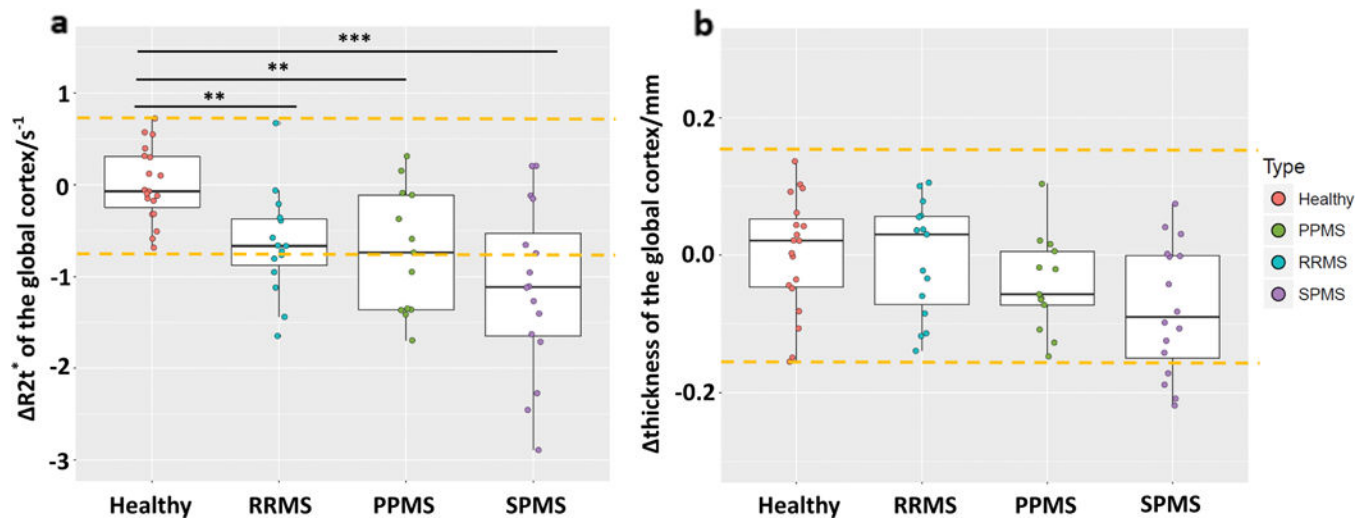 a
***
**
**
1
0
-1
-2
-3
ΔR2t* of the global cortex/s-1
Healthy RRMS PPMS SPMS
b
0.2
0.0
-0.2
Δthickness of the global cortex/mm
Healthy RRMS PPMS SPMS
Type
Healthy
PPMS
RRMS
SPMS